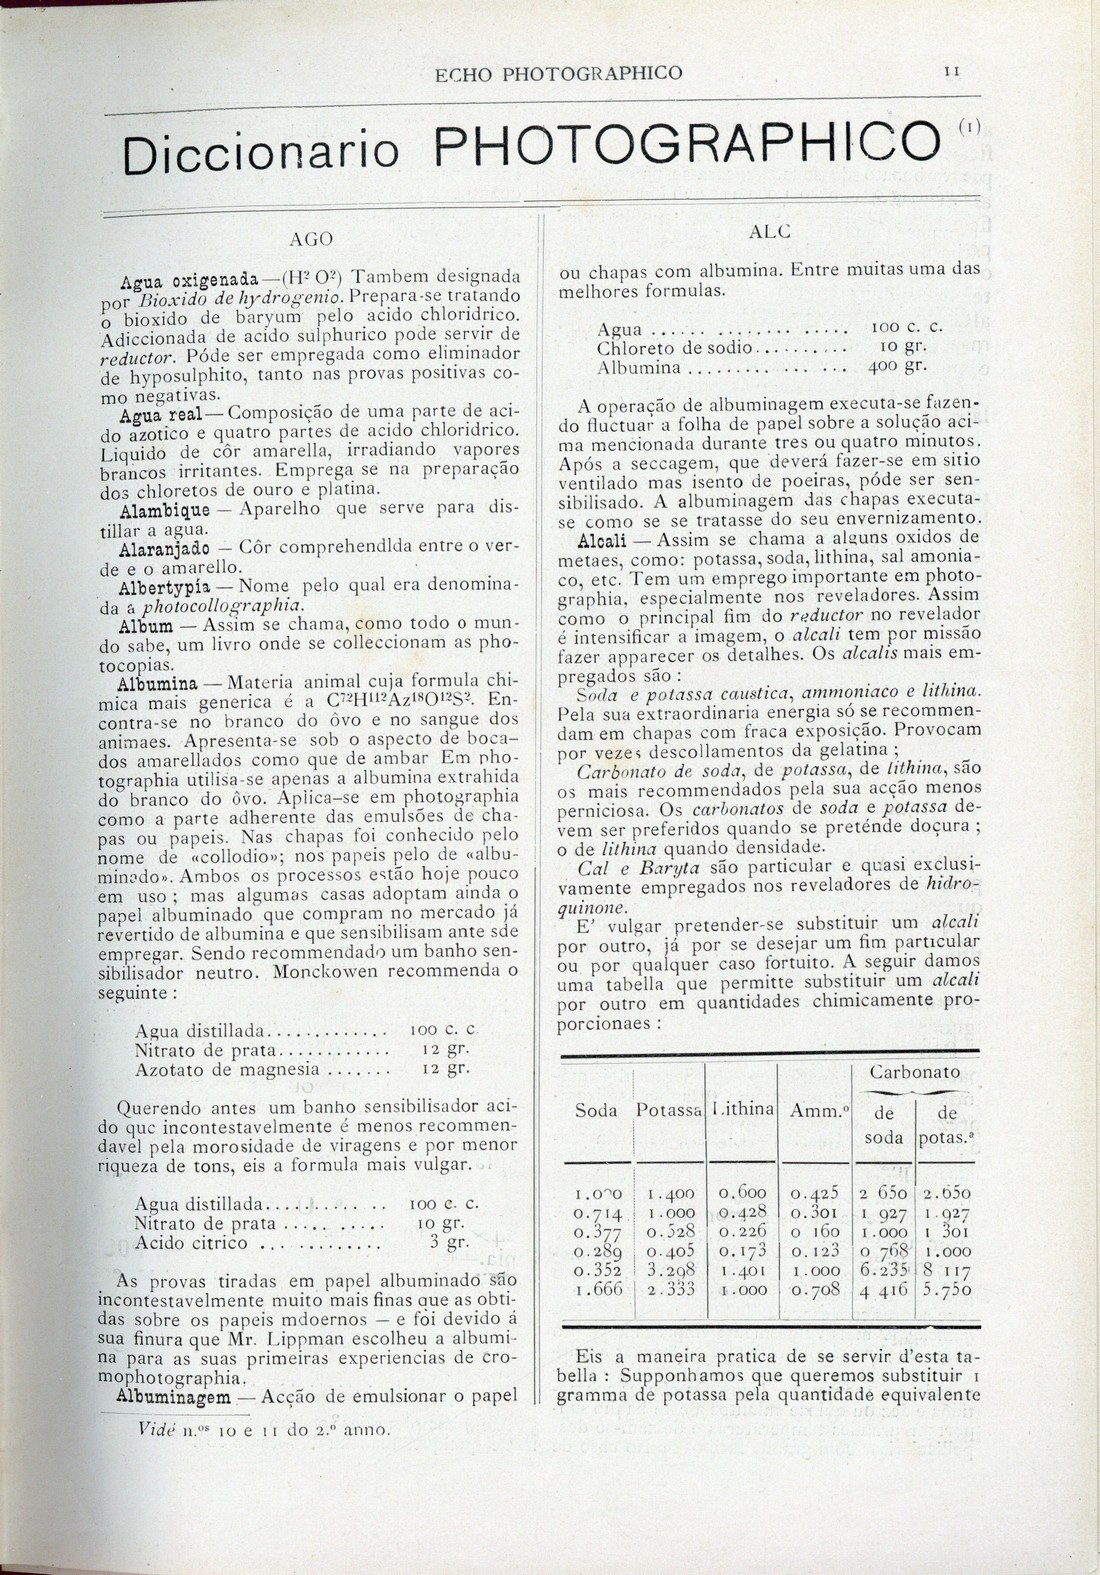 ECHO PHOTOGRAPHICO 11
Diccionario PHOTOGRAPHICO (1)
AGO
Agua oxigenada—(H² O²) Tambem designada
por Bioxido de hydrogenio. Prepara-se tratando
o bioxido de baryum pelo acido chloridrico.
Adiccionada de acido sulphurico pode servir de
reductor. Póde ser empregada como eliminador
de hyposulphito, tanto nas provas positivas co-
mo negativas.
Agua real—Composição de uma parte de aci-
do azotico e quatro partes de acido chloridrico.
Liquido de côr amarella, irradiando vapores
brancos irritantes. Emprega se na preparação
dos chloretos de ouro e platina.
Alambique — Aparelho que serve para dis-
tillar a agua.
Alaranjado — Côr comprehendida entre o ver-
de e o amarello.
Albertypia — Nome pelo qual era denomina-
da a photocollographia.
Album — Assim se chama, como todo o mun-
do sabe, um livro onde se colleccionam as pho-
tocopias.
Albumina — Materia animal cuja formula chi-
mica mais generica é a C⁷²H¹¹²Az¹⁸O¹²S². En-
contra-se no branco do ôvo e no sangue dos
animaes. Apresenta-se sob o aspecto de boca-
dos amarellados como que de ambar Em pho-
tographia utilisa-se apenas a albumina extrahida
do branco do ôvo. Aplica-se em photographia
como a parte adherente das emulsões de cha-
pas ou papeis. Nas chapas foi conhecido pelo
nome de «collodio»; nos papeis pelo de «albu-
minado». Ambos os processos estão hoje pouco
em uso ; mas algumas casas adoptam ainda o
papel albuminado que compram no mercado já
revertido de albumina e que sensibilisam ante sde
empregar. Sendo recommendado um banho sen-
sibilisador neutro. Monckowen recommenda o
seguinte :
Agua distillada............. 100 c. c
Nitrato de prata............ 12 gr.
Azotato de magnesia ....... 12 gr.
Querendo antes um banho sensibilisador aci-
do que incontestavelmente é menos recommen-
davel pela morosidade de viragens e por menor
riqueza de tons, eis a formula mais vulgar.
Agua distillada............. 100 c. c.
Nitrato de prata ........... 10 gr.
Acido citrico .............. 3 gr.
As provas tiradas em papel albuminado são
incontestavelmente muito mais finas que as obti-
das sobre os papeis mdoernos — e foi devido á
sua finura que Mr. Lippman escolheu a albumi-
na para as suas primeiras experiencias de cro-
mophotographia.
Albuminagem — Acção de emulsionar o papel
Vidé n.ºs 10 e 11 do 2.º anno.
ALC
ou chapas com albumina. Entre muitas uma das
melhores formulas.
Agua ...................... 100 c. c.
Chloreto de sodio.......... 10 gr.
Albumina .................. 400 gr.
A operação de albuminagem executa-se fazen-
do fluctuar a folha de papel sobre a solução aci-
ma mencionada durante tres ou quatro minutos.
Após a seccagem, que deverá fazer-se em sitio
ventilado mas isento de poeiras, póde ser sen-
sibilisado. A albuminagem das chapas executa-
se como se se tratasse do seu envernizamento.
Alcali — Assim se chama a alguns oxidos de
metaes, como: potassa, soda, lithina, sal amonia-
co, etc. Tem um emprego importante em photo-
graphia, especialmente nos reveladores. Assim
como o principal fim do reductor no revelador
é intensificar a imagem, o alcali tem por missão
fazer apparecer os detalhes. Os alcalis mais em-
pregados são :
Soda e potassa caustica, ammoniaco e lithina.
Pela sua extraordinaria energia só se recommen-
dam em chapas com fraca exposição. Provocam
por vezes descollamentos da gelatina ;
Carbonato de soda, de potassa, de lithina, são
os mais recommendados pela sua acção menos
perniciosa. Os carbonatos de soda e potassa de-
vem ser preferidos quando se preténde doçura ;
o de lithina quando densidade.
Cal e Baryta são particular e quasi exclusi-
vamente empregados nos reveladores de hidro-
quinone.
E' vulgar pretender-se substituir um alcali
por outro, já por se desejar um fim particular
ou por qualquer caso fortuito. A seguir damos
uma tabella que permitte substituir um alcali
por outro em quantidades chimicamente pro-
porcionaes :
Carbonato
Soda Potassa Lithina Amm.º de soda de potas.ª
1.000 1.400 0.600 0.425 2 650 2.650
0.714 1.000 0.428 0.301 1 927 1.927
0.377 0.528 0.226 0 160 1.000 1 301
0.289 0.405 0.173 0.123 0 768 1.000
0.352 3.298 1.401 1.000 6.235 8 117
1.666 2.333 1.000 0.708 4 416 5.750
Eis a maneira pratica de se servir d'esta ta-
bella : Supponhamos que queremos substituir 1
gramma de potassa pela quantidade equivalente